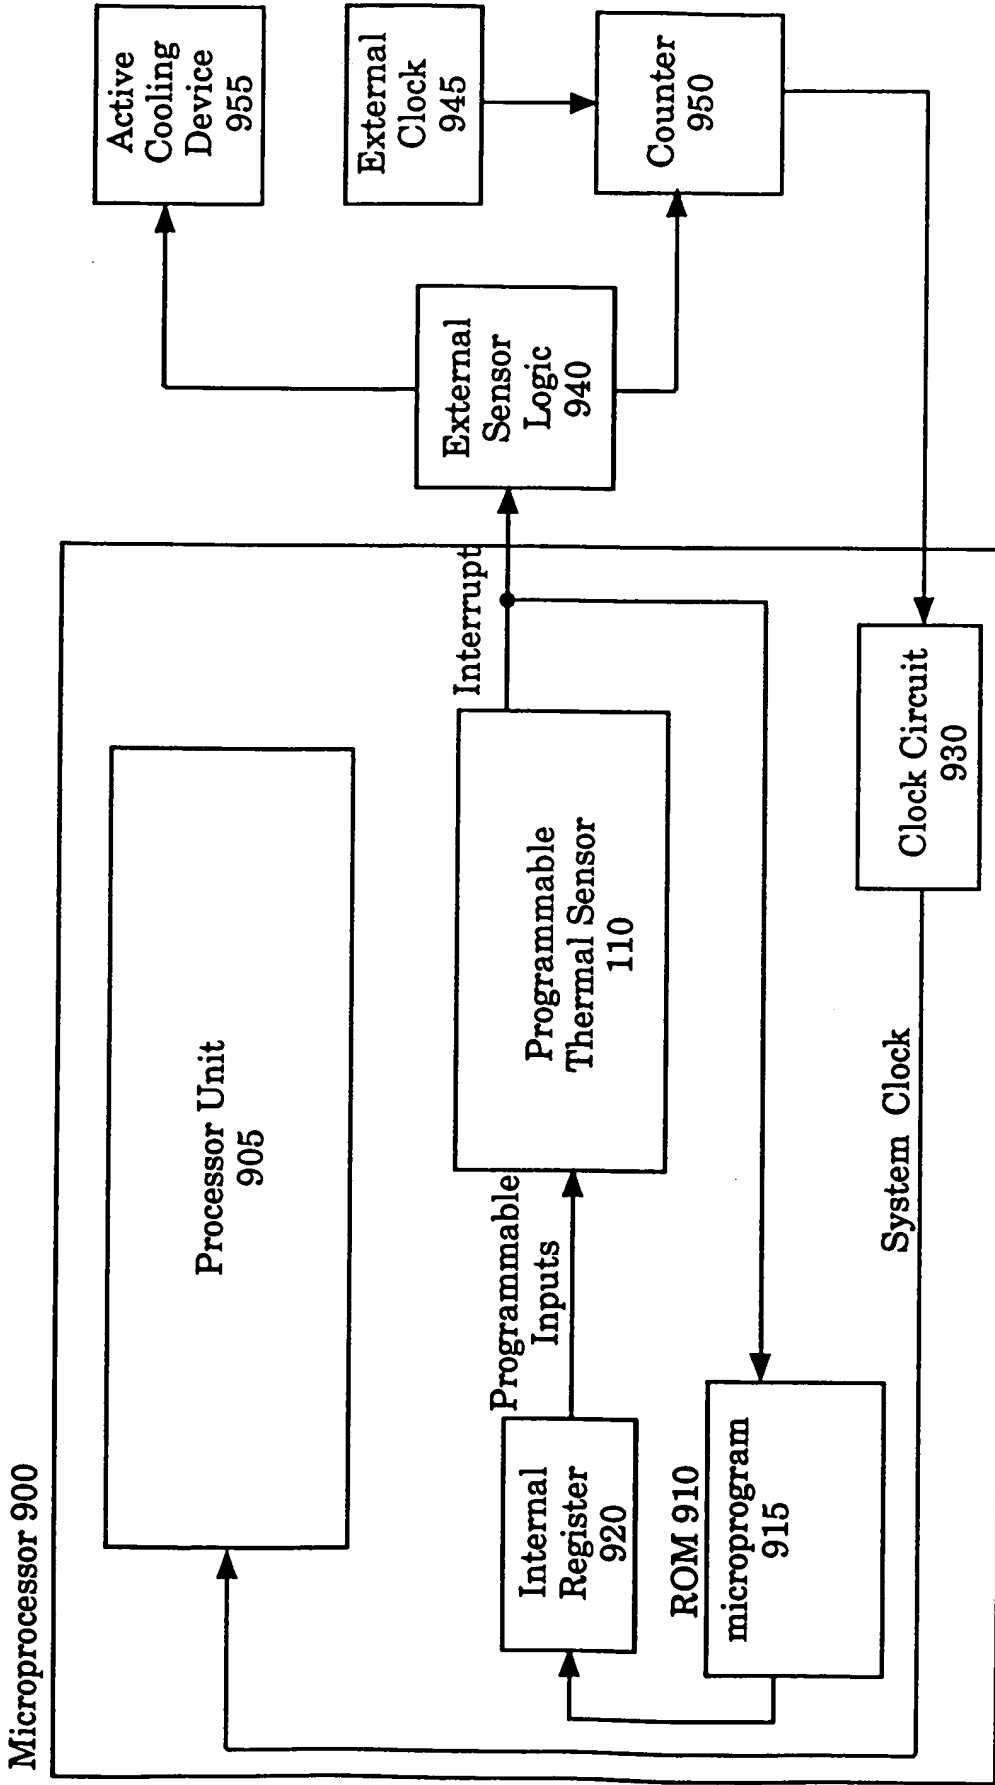 Microprocessor 900
Processor Unit
905
Active
Cooling
Device
955
External
Clock
945
Counter
950
External
Sensor
Logic
940
Interrupt
Programmable
Thermal Sensor
110
Programmable
Inputs
Internal
Register
920
ROM 910
microprogram
915
Clock Circuit
930
System Clock